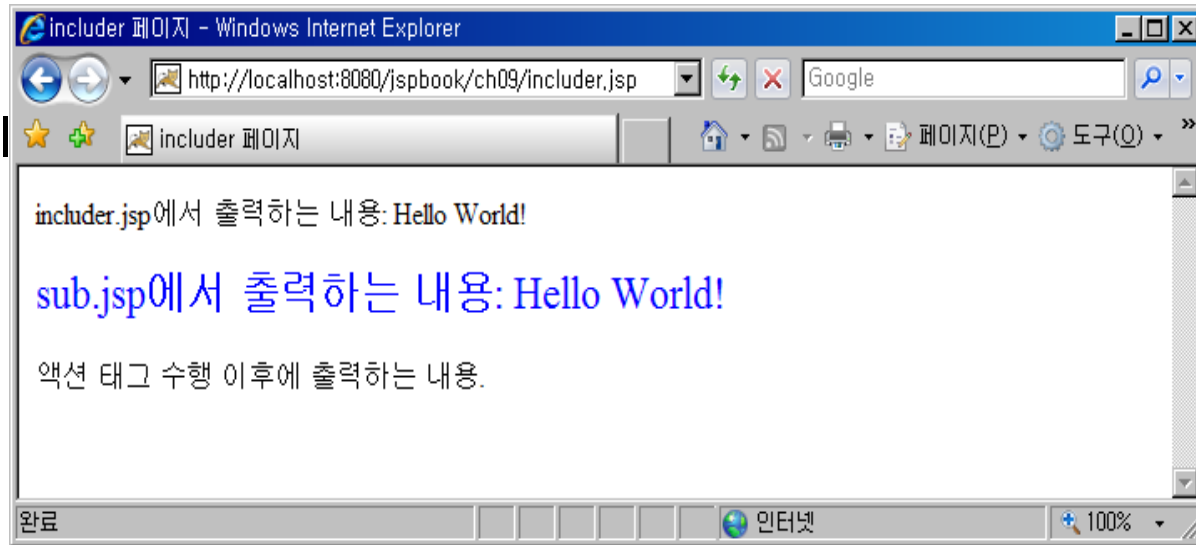 includer 페이지 - Windows Internet Explorer
http://localhost:8080/jspbook/ch09/includer.jsp
Google
includer 페이지
페이지(P)
도구(O)
»
includer.jsp에서 출력하는 내용: Hello World!
sub.jsp에서 출력하는 내용: Hello World!
액션 태그 수행 이후에 출력하는 내용.
완료
인터넷
100%